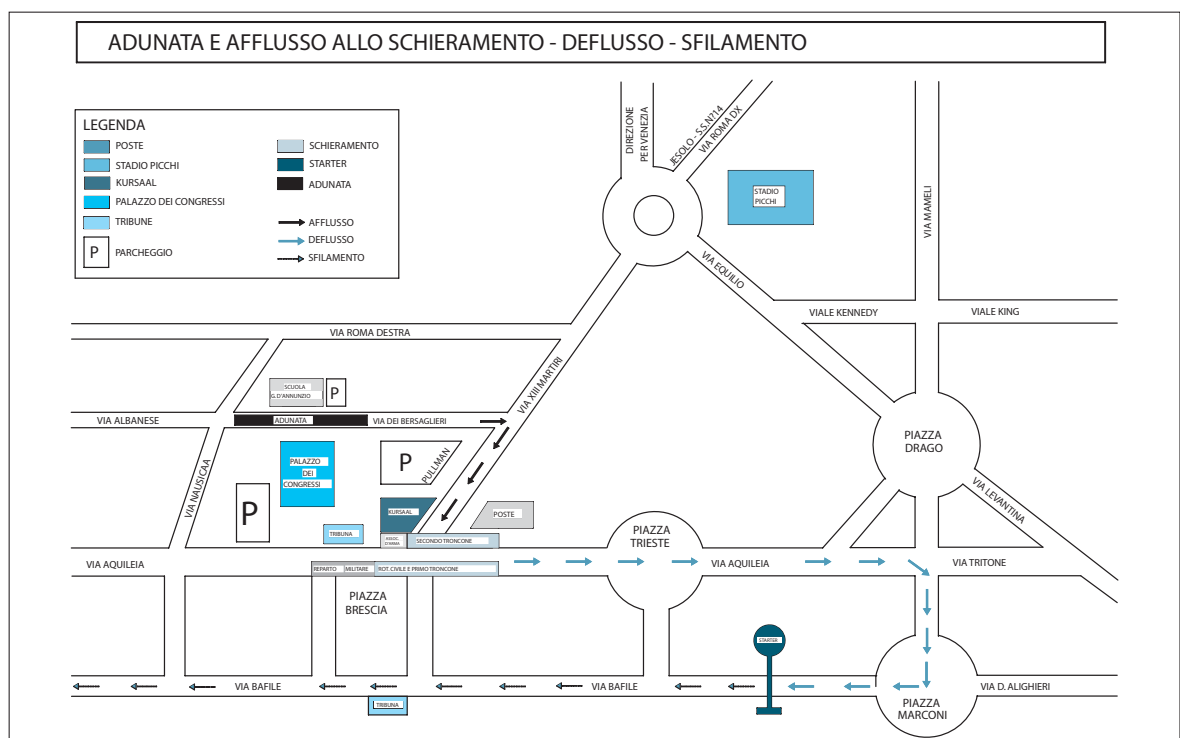 ADUNATA E AFFLUSSO ALLO SCHIERAMENTO - DEFLUSSO - SFILAMENTO
LEGENDA
POSTE
STADIO PICCHI
KURSAAL
PALAZZO DEI CONGRESSI
TRIBUNE
P
PARCHEGGIO
SCHIERAMENTO
STARTER
ADUNATA
AFFLUSSO
DEFLUSSO
SFILAMENTO
DIREZIONE
PER VENEZIA
JESOLO - S.S.N?14
VIA ROMA DX
STADIO
PICCHI
VIA MAMELI
VIA EQUILIO
VIALE KENNEDY
VIALE KING
VIA ROMA DESTRA
VIA XIII MARTIRI
SCUOLA
G.D'ANNUNZIO
P
VIA ALBANESE
ADUNATA
VIA DEI BERSAGLIERI
PIAZZA
DRAGO
VIA NAUSICAA
PALAZZO
DEI
CONGRESSI
P
PULLMAN
P
VIA LEVANTINA
KURSAAL
POSTE
TRIBUNA
ASSOC.
D'ARMA
SECONDO TRONCONE
PIAZZA
TRIESTE
VIA AQUILEIA
VIA AQUILEIA
VIA TRITONE
REPARTO
MILITARE
ROT. CIVILE E PRIMO TRONCONE
PIAZZA
BRESCIA
STARTER
VIA BAFILE
VIA BAFILE
VIA D. ALIGHIERI
TRIBUNA
PIAZZA
MARCONI